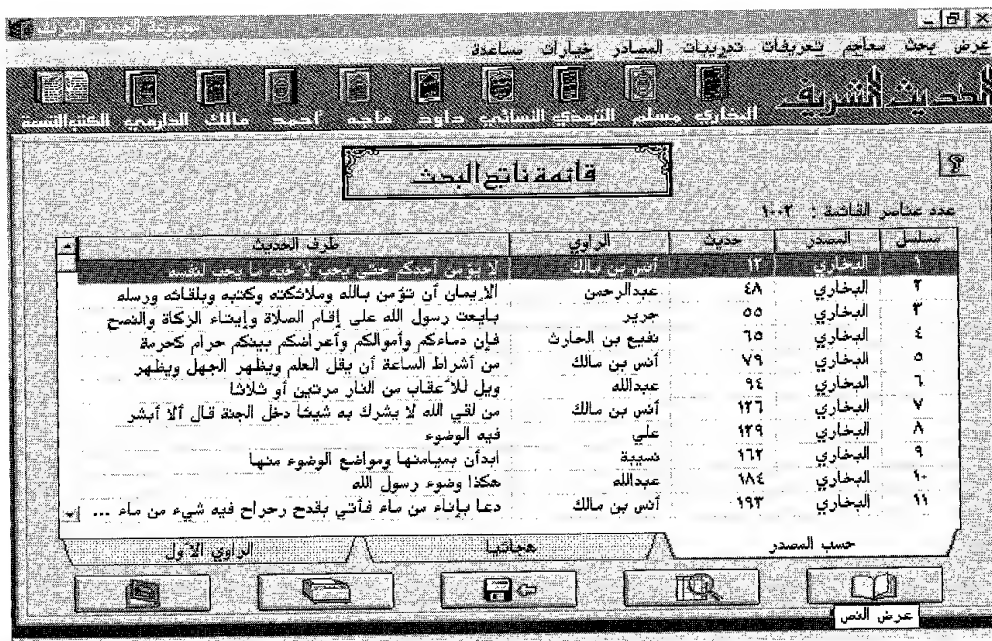 موسوعة الحديث الشريف
عرض بحث معاجم تعريفات تدريبات المصادر خيارات مساعدة
الحديث الشريف
البخاري مسلم الترمذي النسائي داود ماجه احمد مالك الدارمي الكتب التسعة
قائمة ناتج البحث
عدد عناصر القائمة : ١٠٠٢
مسلسل المصدر حديث الراوي طرف الحديث
١ البخاري ١٢ أنس بن مالك لا يؤمن أحدكم حتى يحب لأخيه ما يحب لنفسه
٢ البخاري ٤٨ عبدالرحمن الإيمان أن تؤمن بالله وملائكته وكتبه وبلقائه ورسله
٣ البخاري ٥٥ جرير بايعت رسول الله على إقام الصلاة وإيتاء الزكاة والنصح
٤ البخاري ٦٥ نفيع بن الحارث فإن دماءكم وأموالكم وأعراضكم بينكم حرام كحرمة
٥ البخاري ٧٩ أنس بن مالك من أشراط الساعة أن يقل العلم ويظهر الجهل ويظهر
٦ البخاري ٩٤ عبدالله ويل للأعقاب من النار مرتين أو ثلاثا
٧ البخاري ١٢٦ أنس بن مالك من لقي الله لا يشرك به شيئا دخل الجنة قال ألا أبشر
٨ البخاري ١٢٩ علي فيه الوضوء
٩ البخاري ١٦٢ نسيبة ابدأن بميامنها ومواضع الوضوء منها
١٠ البخاري ١٨٤ عبدالله هكذا وضوء رسول الله
١١ البخاري ١٩٣ أنس بن مالك دعا بإناء من ماء فأتي بقدح رحراح فيه شيء من ماء ...
حسب المصدر هجائيا الراوي الأول
عرض النص